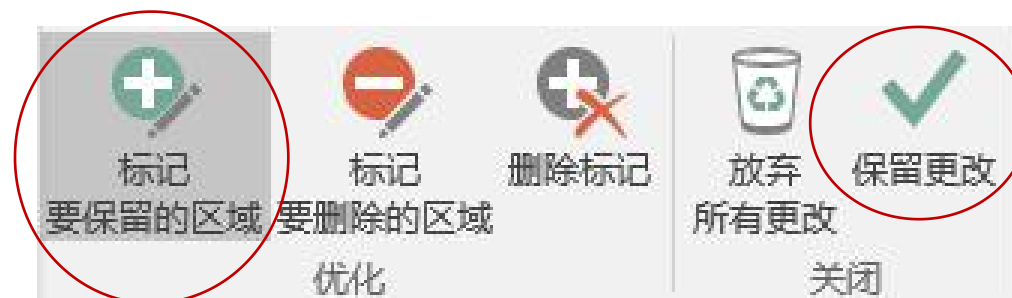 标记
要保留的区域
标记
要删除的区域
删除标记
优化
放弃
所有更改
保留更改
关闭